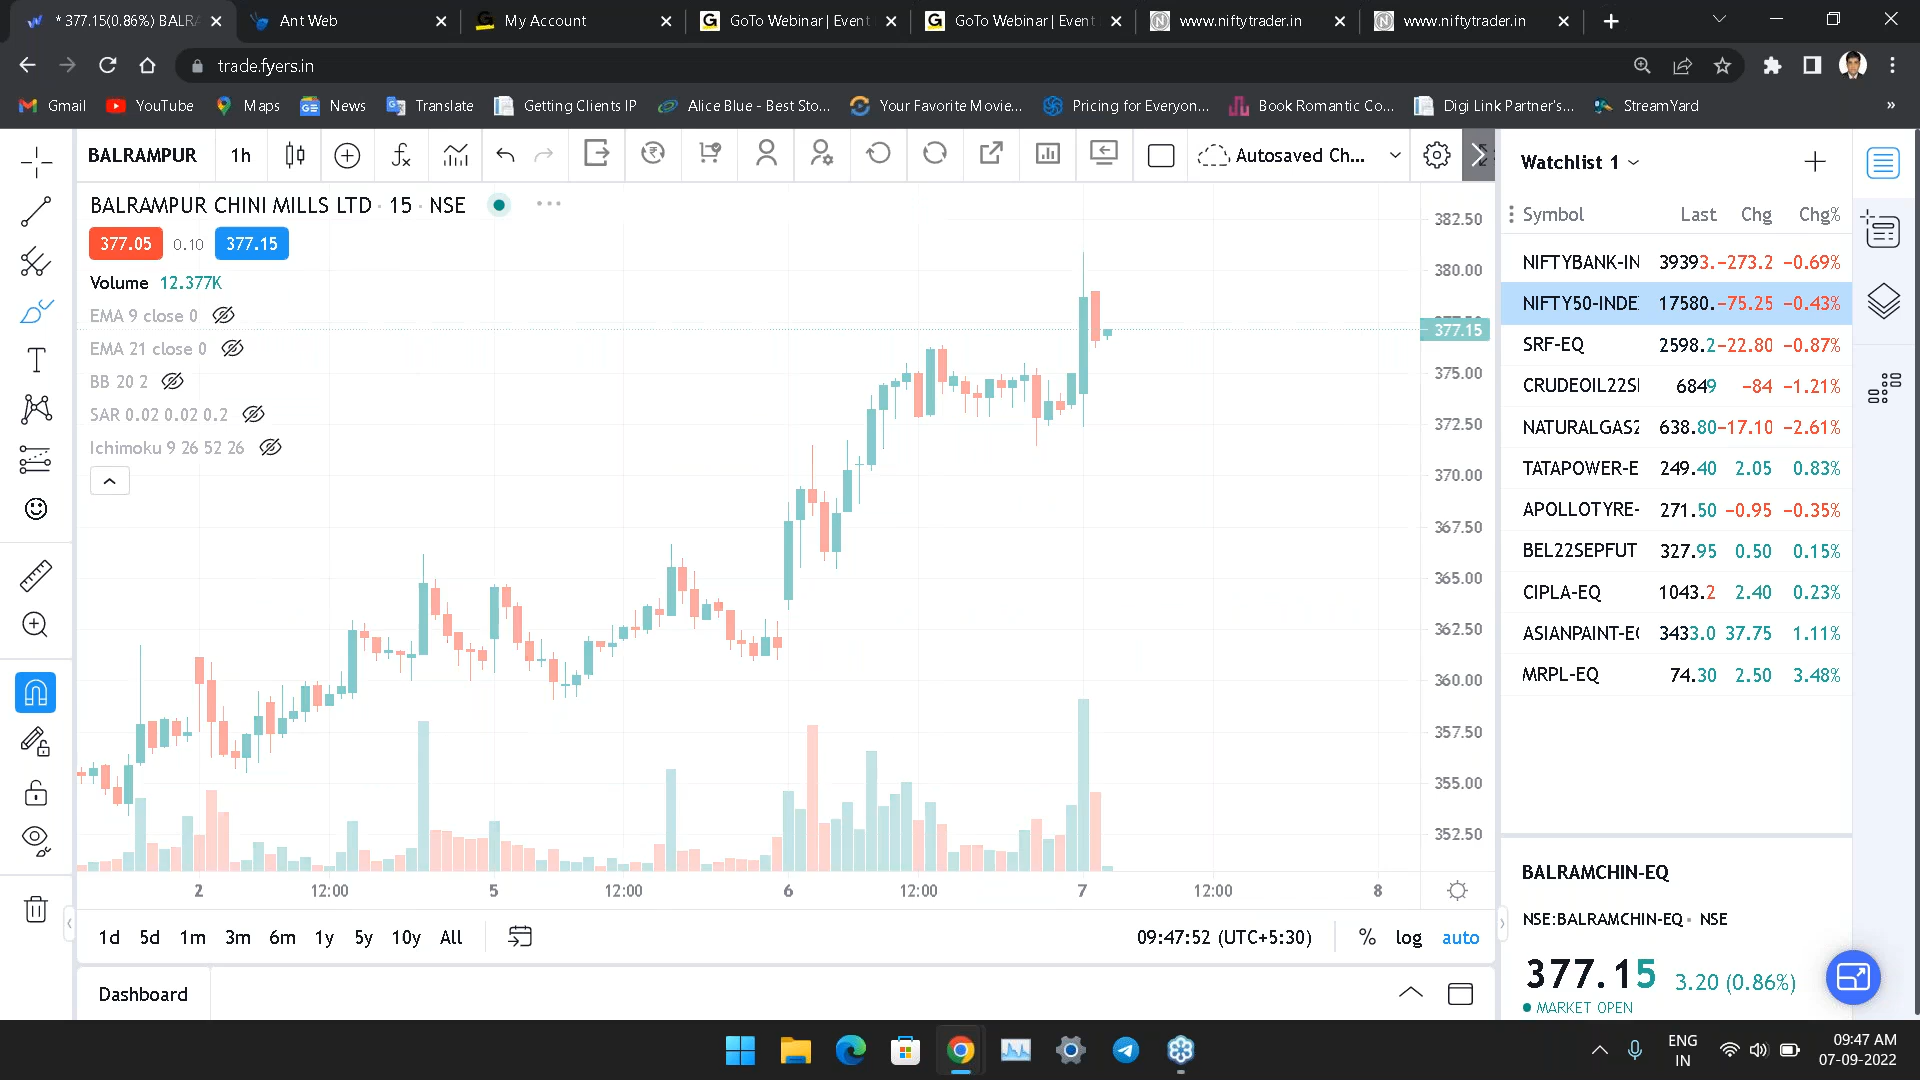 * 377.15(0.86%) BALRA
Ant Web
My Account
GoTo Webinar | Event
GoTo Webinar | Event
www.niftytrader.in
www.niftytrader.in
trade.fyers.in
Gmail
YouTube
Maps
News
Translate
Getting Clients IP
Alice Blue - Best Sto...
Your Favorite Movie...
Pricing for Everyon...
Book Romantic Co...
Digi Link Partner's...
StreamYard
BALRAMPUR
1h
Autosaved Ch...
BALRAMPUR CHINI MILLS LTD · 15 · NSE
377.05 0.10 377.15
Volume 12.377K
EMA 9 close 0
EMA 21 close 0
BB 20 2
SAR 0.02 0.02 0.2
Ichimoku 9 26 52 26
382.50
380.00
377.15
375.00
372.50
370.00
367.50
365.00
362.50
360.00
357.50
355.00
352.50
2 12:00 5 12:00 6 12:00 7 12:00 8
1d 5d 1m 3m 6m 1y 5y 10y All
09:47:52 (UTC+5:30)
% log auto
Dashboard
Watchlist 1
Symbol Last Chg Chg%
NIFTYBANK-IN 39393. -273.2 -0.69%
NIFTY50-INDE 17580. -75.25 -0.43%
SRF-EQ 2598.2 -22.80 -0.87%
CRUDEOIL22S 6849 -84 -1.21%
NATURALGAS2 638.80 -17.10 -2.61%
TATAPOWER-E 249.40 2.05 0.83%
APOLLOTYRE- 271.50 -0.95 -0.35%
BEL22SEPFUT 327.95 0.50 0.15%
CIPLA-EQ 1043.2 2.40 0.23%
ASIANPAINT-E 3433.0 37.75 1.11%
MRPL-EQ 74.30 2.50 3.48%
BALRAMCHIN-EQ
NSE:BALRAMCHIN-EQ · NSE
377.15 3.20 (0.86%)
MARKET OPEN
ENG
IN
09:47 AM
07-09-2022